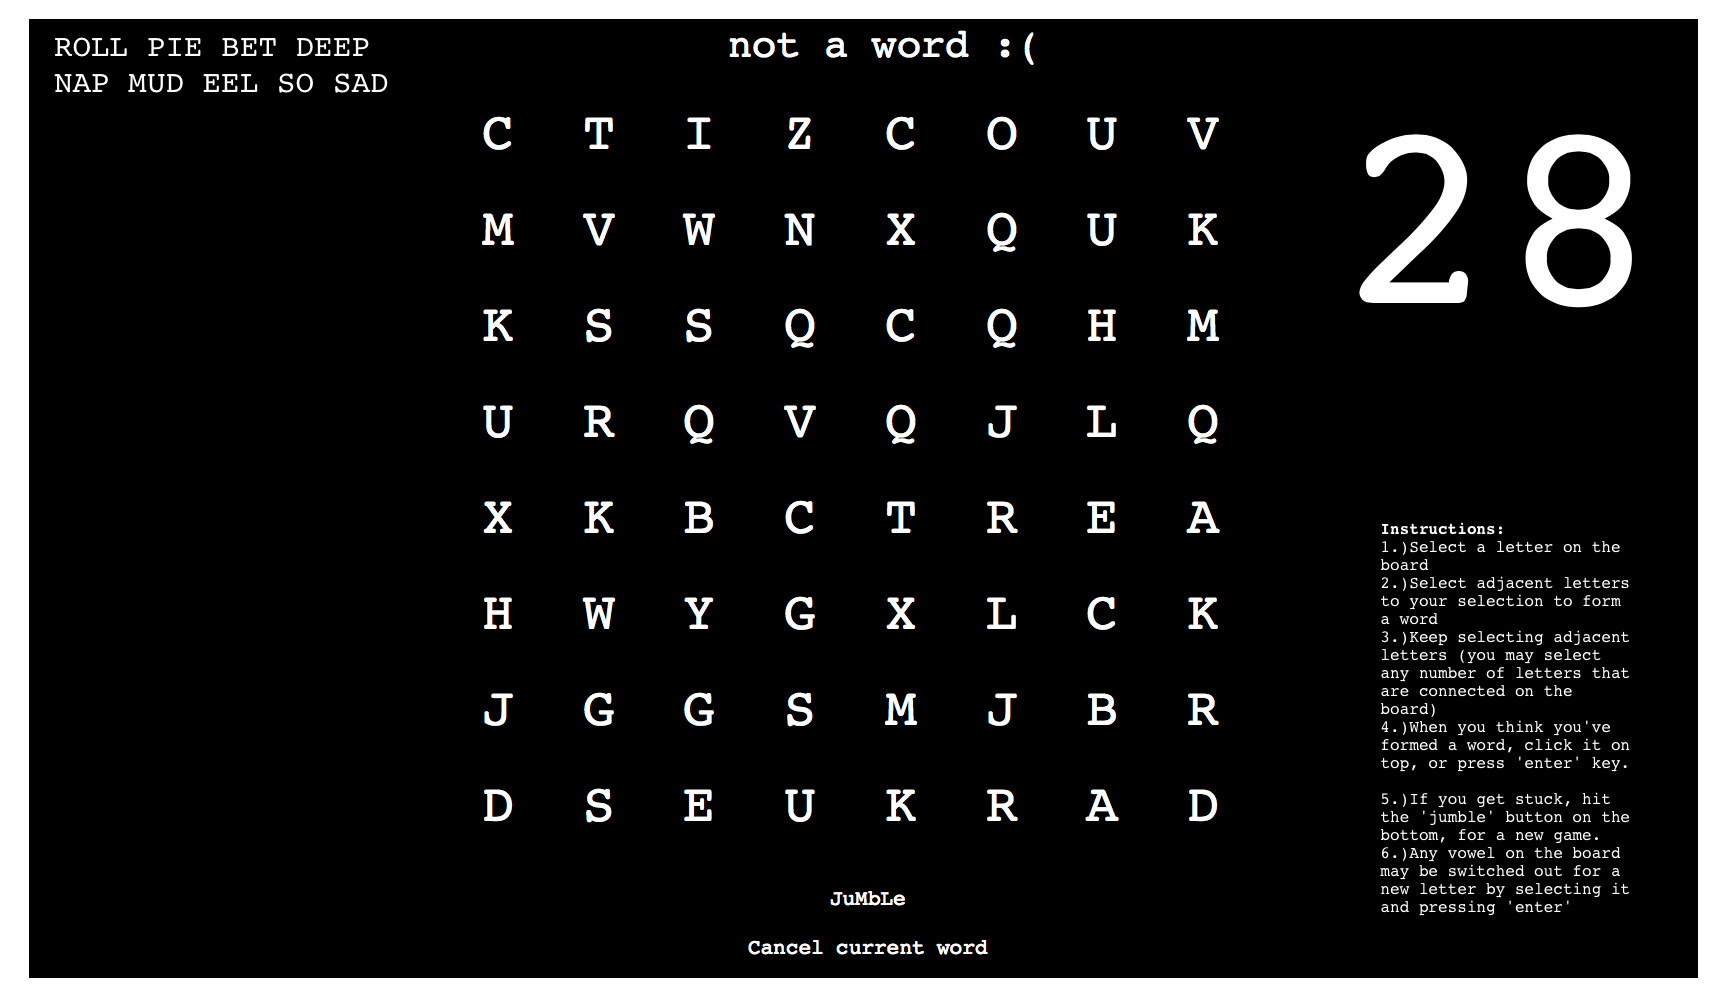 ROLL PIE BET DEEP
NAP MUD EEL SO SAD
not a word :(
C T I Z C O U V
M V W N X Q U K
K S S Q C Q H M
U R Q V Q J L Q
X K B C T R E A
H W Y G X L C K
J G G S M J B R
D S E U K R A D
28
Instructions:
1.)Select a letter on the
board
2.)Select adjacent letters
to your selection to form
a word
3.)Keep selecting adjacent
letters (you may select
any number of letters that
are connected on the
board)
4.)When you think you've
formed a word, click it on
top, or press 'enter' key.
5.)If you get stuck, hit
the 'jumble' button on the
bottom, for a new game.
6.)Any vowel on the board
may be switched out for a
new letter by selecting it
and pressing 'enter'
JuMbLe
Cancel current word